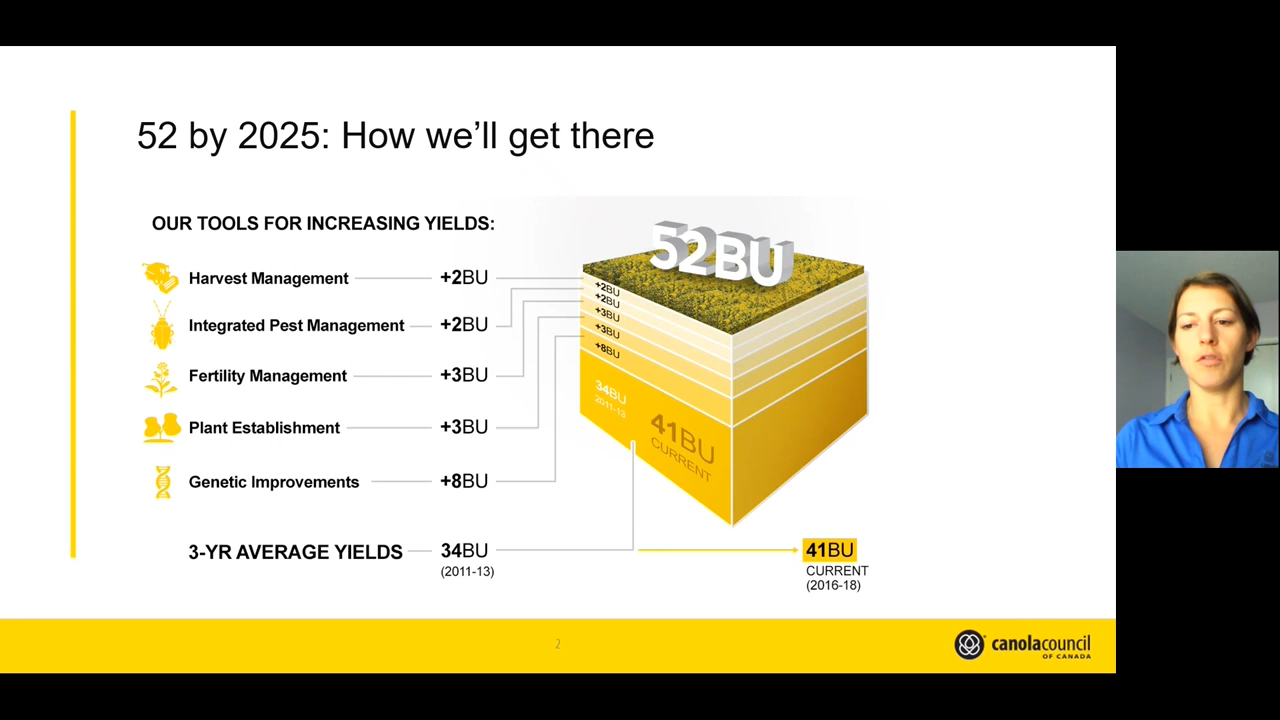 52 by 2025: How we'll get there
OUR TOOLS FOR INCREASING YIELDS:
Harvest Management +2BU
Integrated Pest Management +2BU
Fertility Management +3BU
Plant Establishment +3BU
Genetic Improvements +8BU
3-YR AVERAGE YIELDS 34BU
(2011-13)
52BU
+2BU
+2BU
+3BU
+3BU
+8BU
34BU
2011-13
41BU
CURRENT
41BU
CURRENT
(2016-18)
2
canolacouncil
OF CANADA